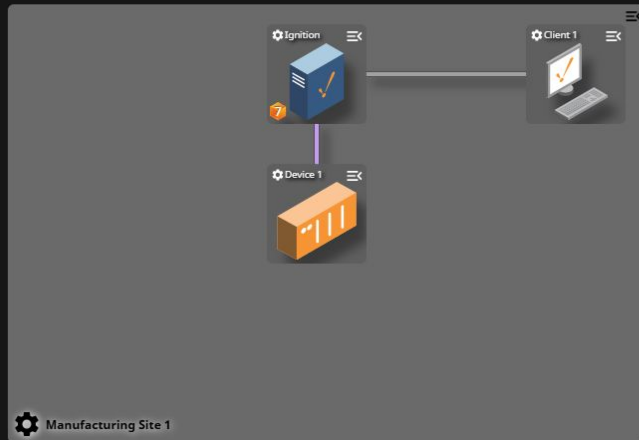 Ignition
Client 1
7
Device 1
Manufacturing Site 1